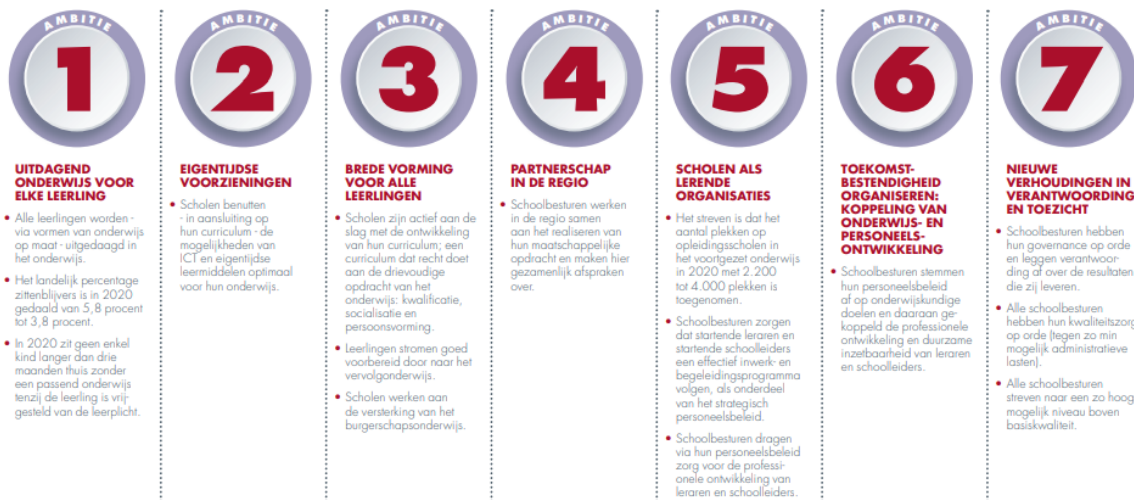 AMBITIE
1
UITDAGEND
ONDERWIJS VOOR
ELKE LEERLING
• Alle leerlingen worden -
via vormen van onderwijs
op maat - uitgedaagd in
het onderwijs.
• Het landelijk percentage
zittenblijvers is in 2020
gedaald van 5,8 procent
tot 3,8 procent.
• In 2020 zit geen enkel
kind langer dan drie
maanden thuis zonder
een passend onderwijs
tenzij de leerling is vrij-
gesteld van de leerplicht.
AMBITIE
2
EIGENTIJDSE
VOORZIENINGEN
• Scholen benutten
- in aansluiting op
hun curriculum - de
mogelijkheden van
ICT en eigentijdse
leermiddelen optimaal
voor hun onderwijs.
AMBITIE
3
BREDE VORMING
VOOR ALLE
LEERLINGEN
• Scholen zijn actief aan de
slag met de ontwikkeling
van hun curriculum; een
curriculum dat recht doet
aan de drievoudige
opdracht van het
onderwijs: kwalificatie,
socialisatie en
persoonsvorming.
• Leerlingen stromen goed
voorbereid door naar het
vervolgonderwijs.
• Scholen werken aan
de versterking van het
burgerschapsonderwijs.
AMBITIE
4
PARTNERSCHAP
IN DE REGIO
• Schoolbesturen werken
in de regio samen
aan het realiseren van
hun maatschappelijke
opdracht en maken hier
gezamenlijk afspraken
over.
AMBITIE
5
SCHOLEN ALS
LERENDE
ORGANISATIES
• Het streven is dat het
aantal plekken op
opleidingsscholen in
het voortgezet onderwijs
in 2020 met 2.200
tot 4.000 plekken is
toegenomen.
• Schoolbesturen zorgen
dat startende leraren en
startende schoolleiders
een effectief inwerk- en
begeleidingsprogramma
volgen, als onderdeel
van het strategisch
personeelsbeleid.
• Schoolbesturen dragen
via hun personeelsbeleid
zorg voor de professi-
onele ontwikkeling van
leraren en schoolleiders.
AMBITIE
6
TOEKOMST-
BESTENDIGHEID
ORGANISEREN:
KOPPELING VAN
ONDERWIJS- EN
PERSONEELS-
ONTWIKKELING
• Schoolbesturen stemmen
hun personeelsbeleid
af op onderwijskundige
doelen en daaraan ge-
koppeld de professionele
ontwikkeling en duurzame
inzetbaarheid van leraren
en schoolleiders.
AMBITIE
7
NIEUWE
VERHOUDINGEN IN
VERANTWOORDING
EN TOEZICHT
• Schoolbesturen hebben
hun governance op orde
en leggen verantwoor-
ding af over de resultaten
die zij leveren.
• Alle schoolbesturen
hebben hun kwaliteitszorg
op orde (tegen zo min
mogelijk administratieve
lasten).
• Alle schoolbesturen
streven naar een zo hoog
mogelijk niveau boven
basiskwaliteit.